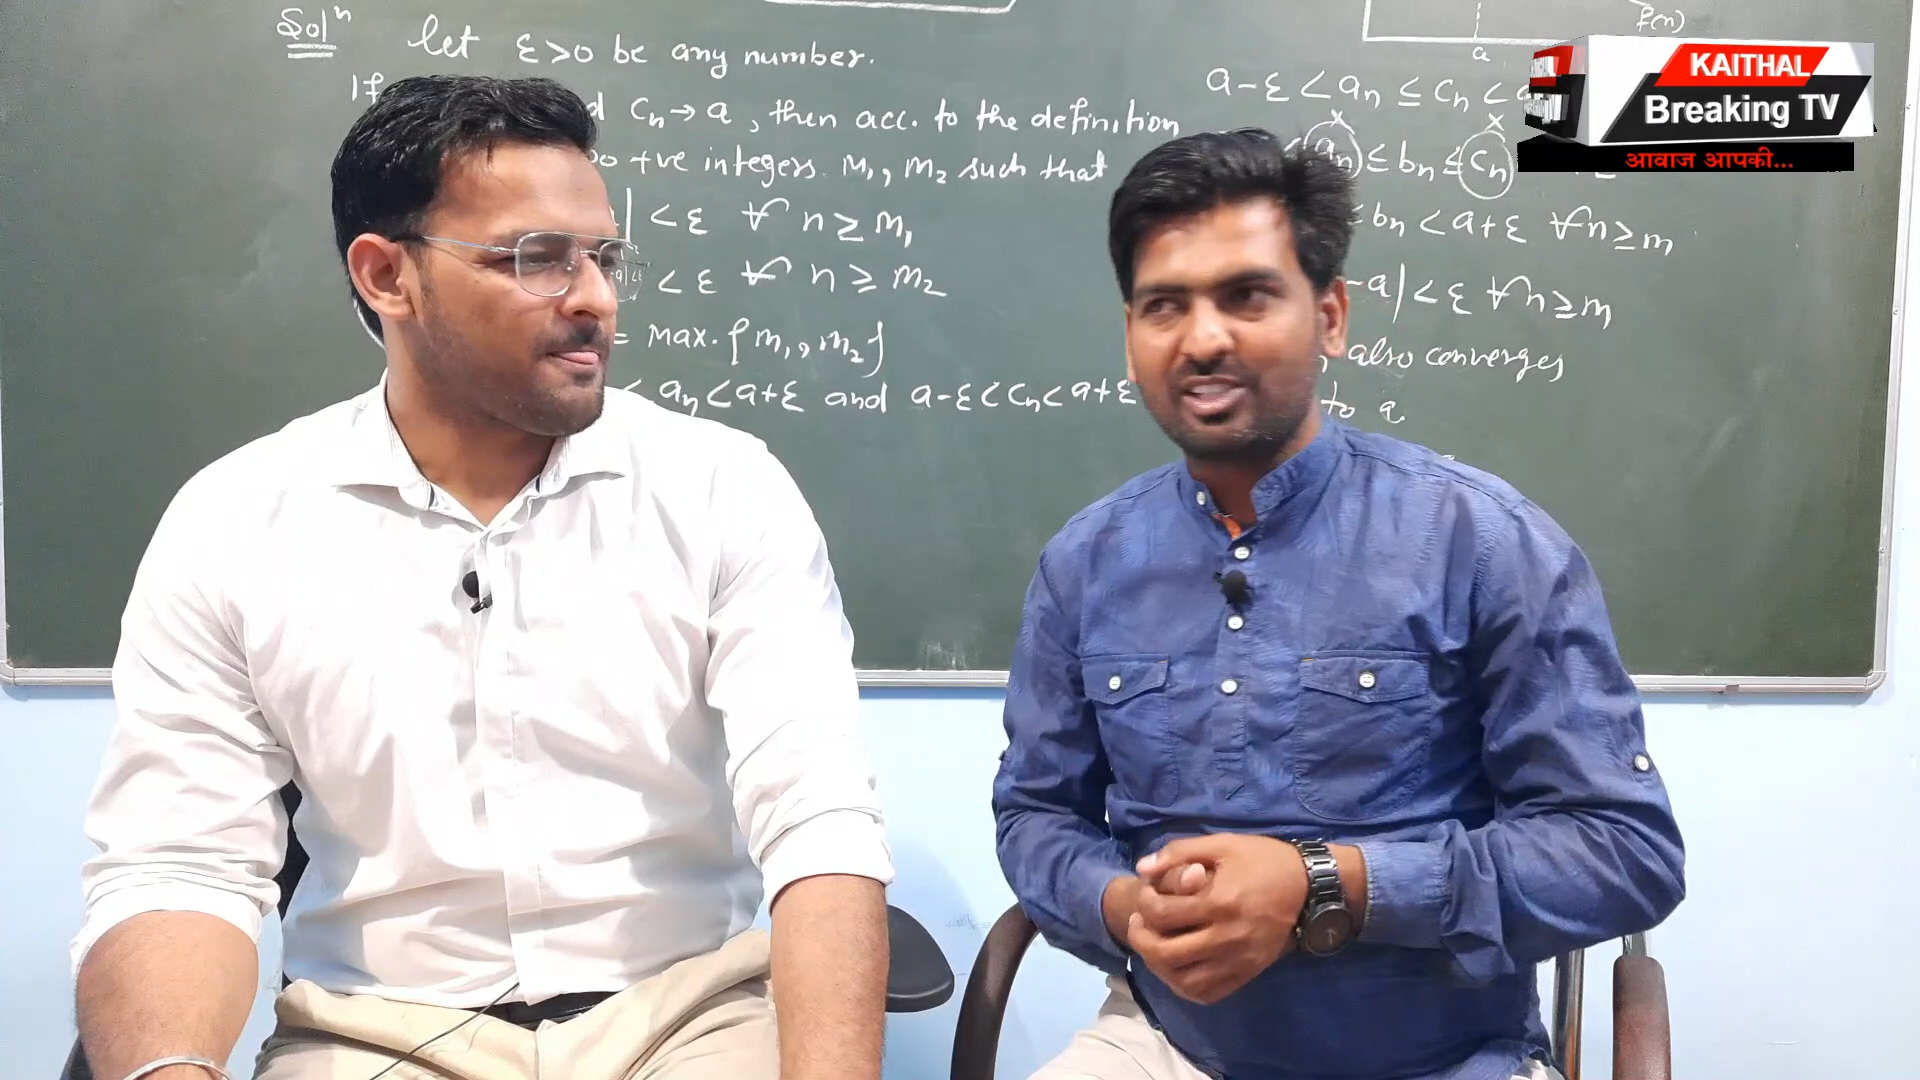 Solⁿ
let ε>0 be any number.
If
cₙ→a , then acc. to the definition
+ve integers m₁, m₂ such that
| <ε ∀ n≥m₁
<ε ∀ n≥m₂
= max. {m₁, m₂}
< aₙ<a+ε and a-ε<cₙ<a+ε
a
a-ε<aₙ≤cₙ<
aₙ≤bₙ≤cₙ
bₙ<a+ε ∀n≥m
-a|<ε ∀n≥m
also converges
to a
KAITHAL
Breaking TV
आवाज आपकी...